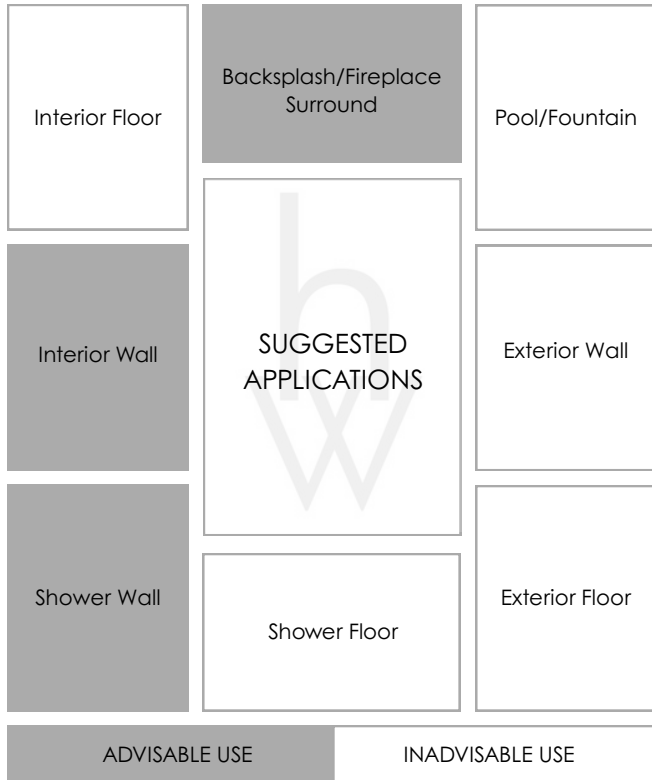 Interior Floor
Backsplash/Fireplace
Surround
Pool/Fountain
Interior Wall
hw
SUGGESTED
APPLICATIONS
Exterior Wall
Shower Wall
Shower Floor
Exterior Floor
ADVISABLE USE
INADVISABLE USE